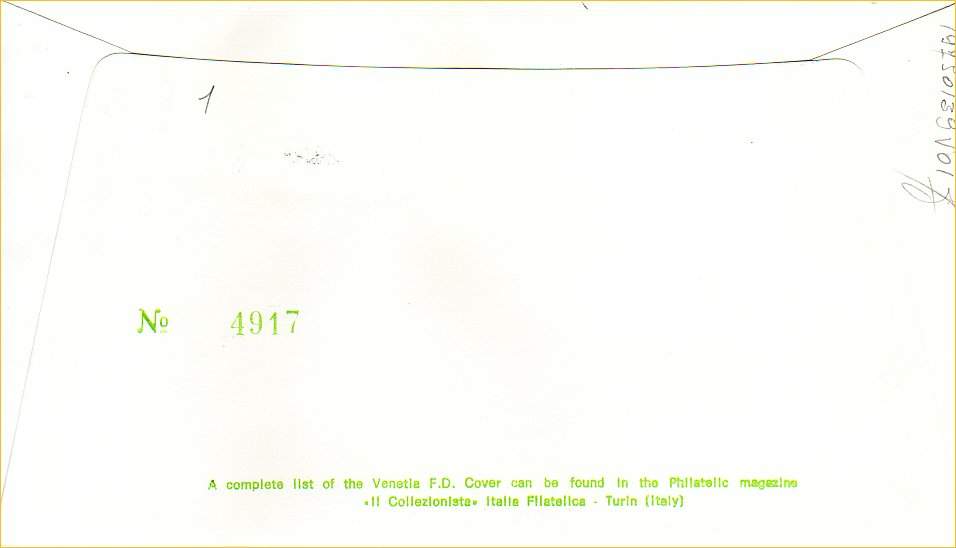 1
№ 4917
A complete list of the Venetia F.D. Cover can be found in the Philatelic magazine
«Il Collezionista» Italia Filatelica - Turin (Italy)